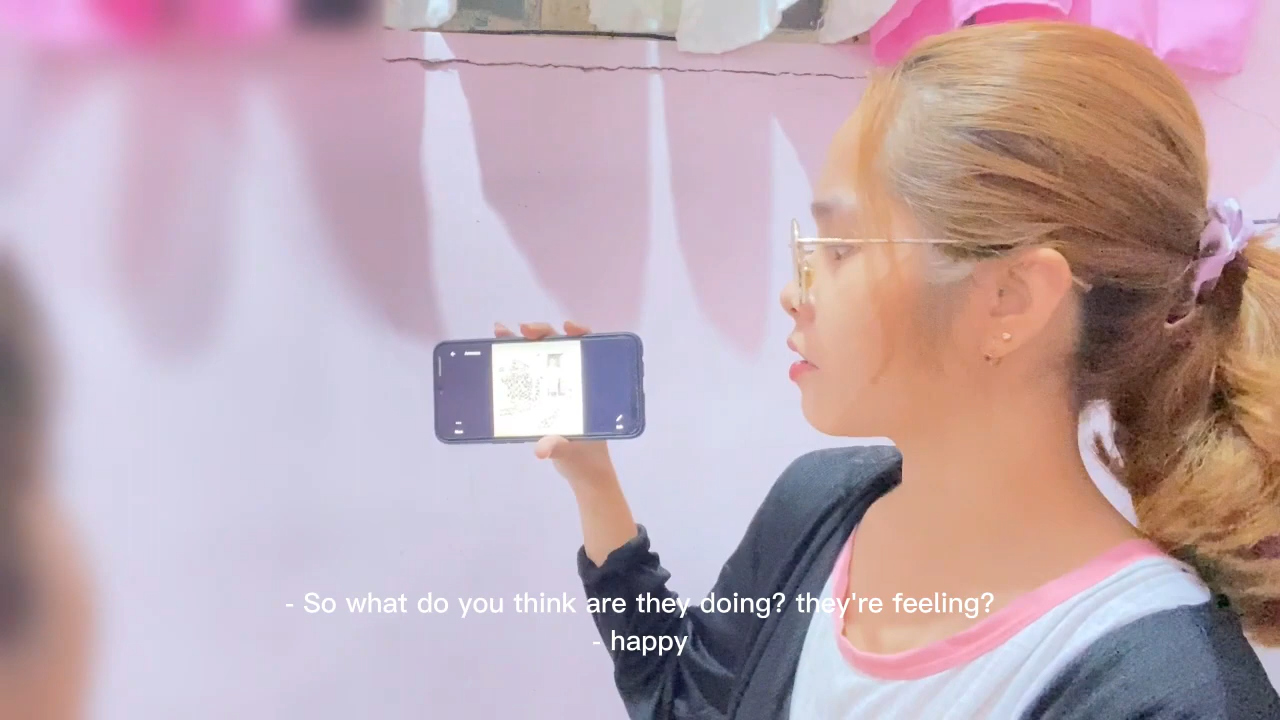 - So what do you think are they doing? they're feeling?
- happy